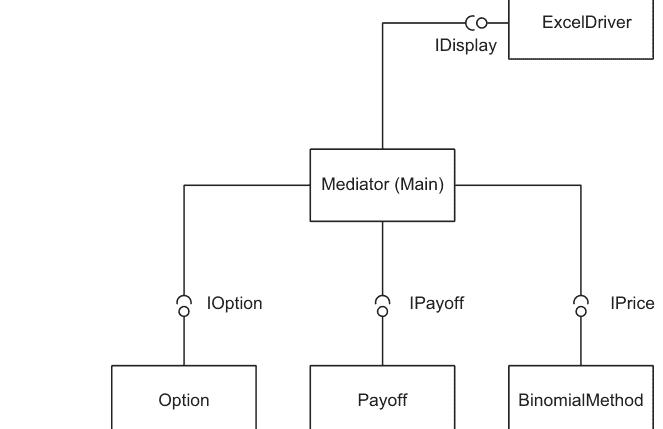 ExcelDriver
IDisplay
Mediator (Main)
IOption
IPayoff
IPrice
Option
Payoff
BinomialMethod